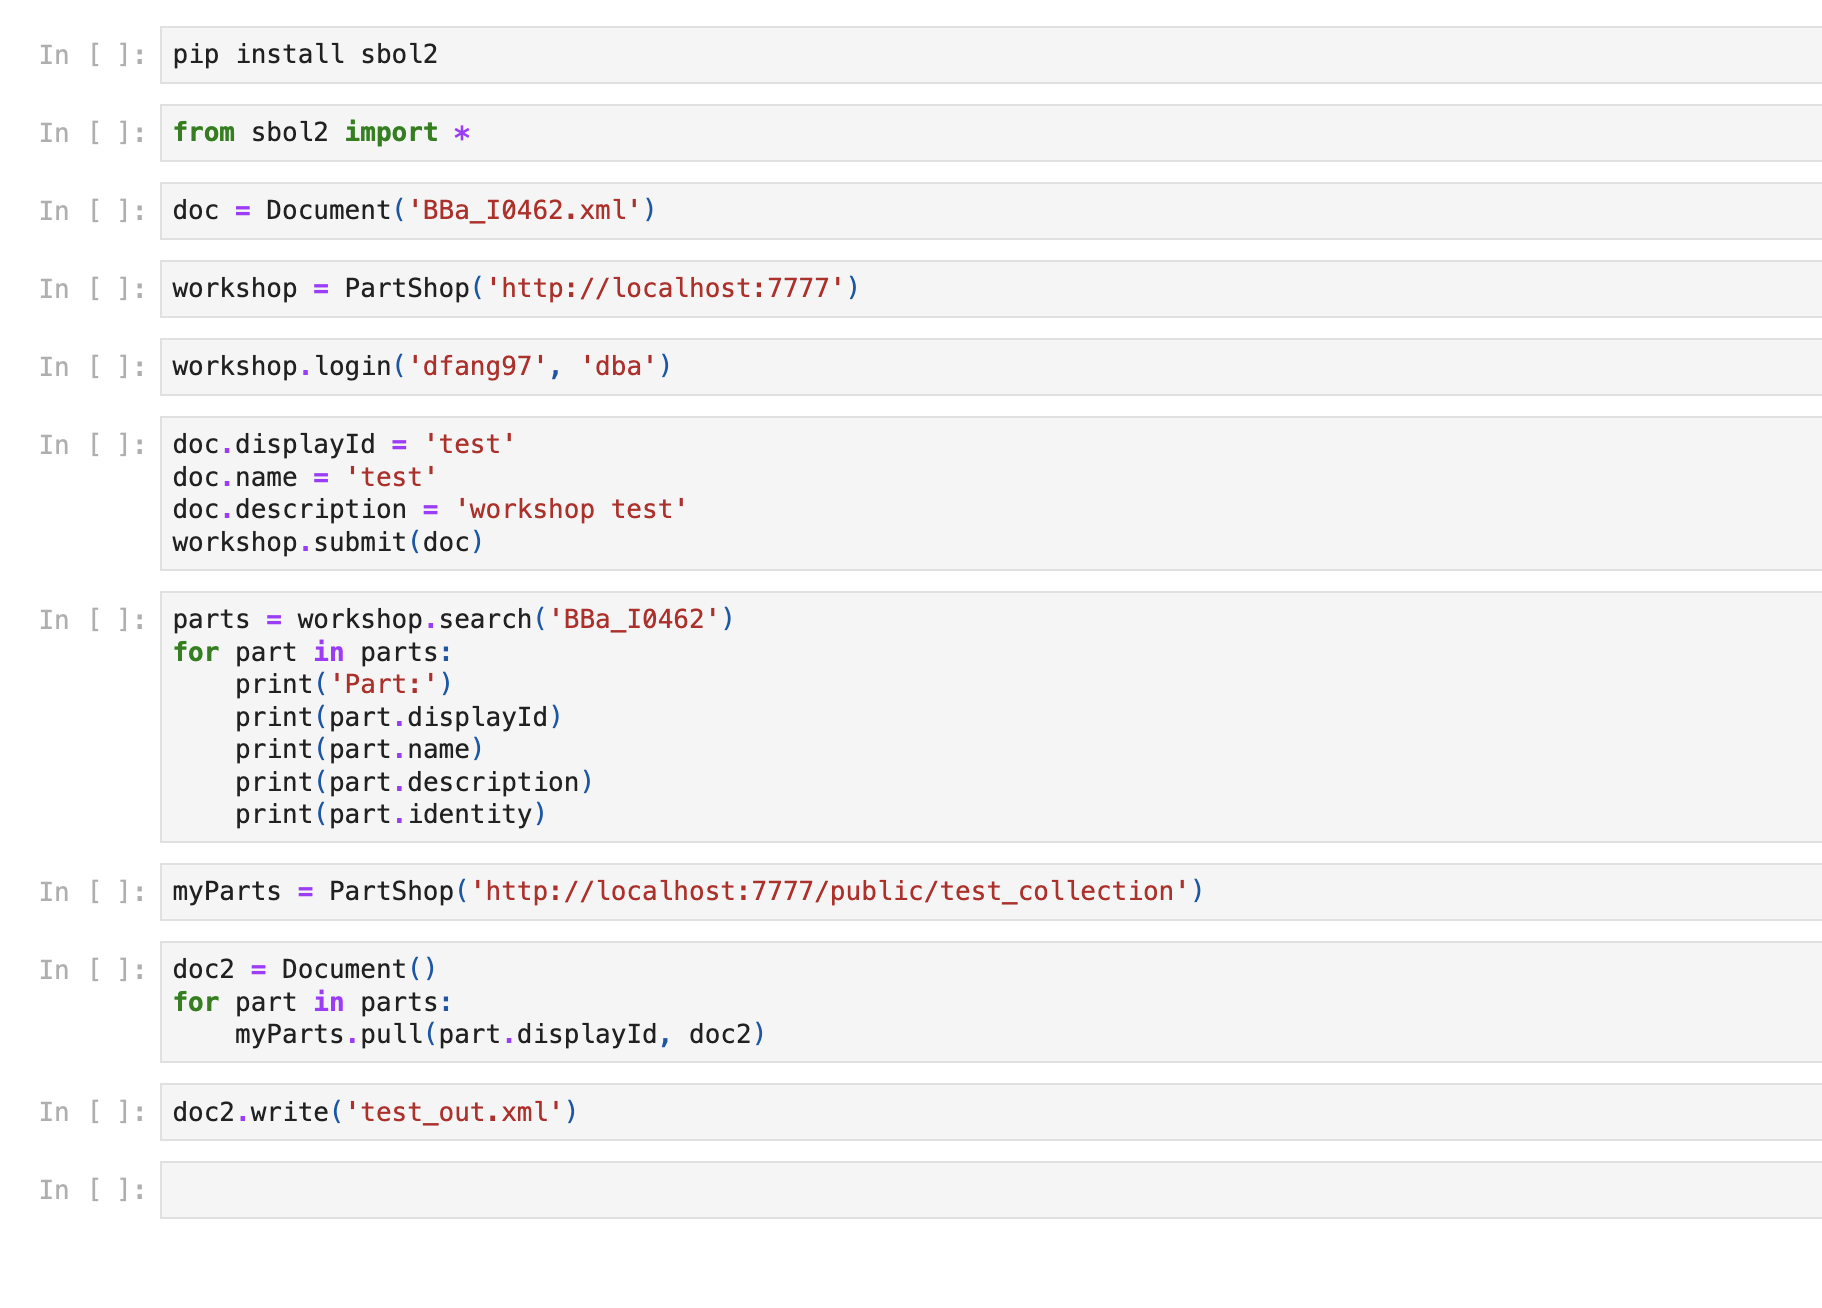 In [ ]: pip install sbol2
In [ ]: from sbol2 import *
In [ ]: doc = Document('BBa_I0462.xml')
In [ ]: workshop = PartShop('http://localhost:7777')
In [ ]: workshop.login('dfang97', 'dba')
In [ ]: doc.displayId = 'test'
doc.name = 'test'
doc.description = 'workshop test'
workshop.submit(doc)
In [ ]: parts = workshop.search('BBa_I0462')
for part in parts:
    print('Part:')
    print(part.displayId)
    print(part.name)
    print(part.description)
    print(part.identity)
In [ ]: myParts = PartShop('http://localhost:7777/public/test_collection')
In [ ]: doc2 = Document()
for part in parts:
    myParts.pull(part.displayId, doc2)
In [ ]: doc2.write('test_out.xml')
In [ ]: